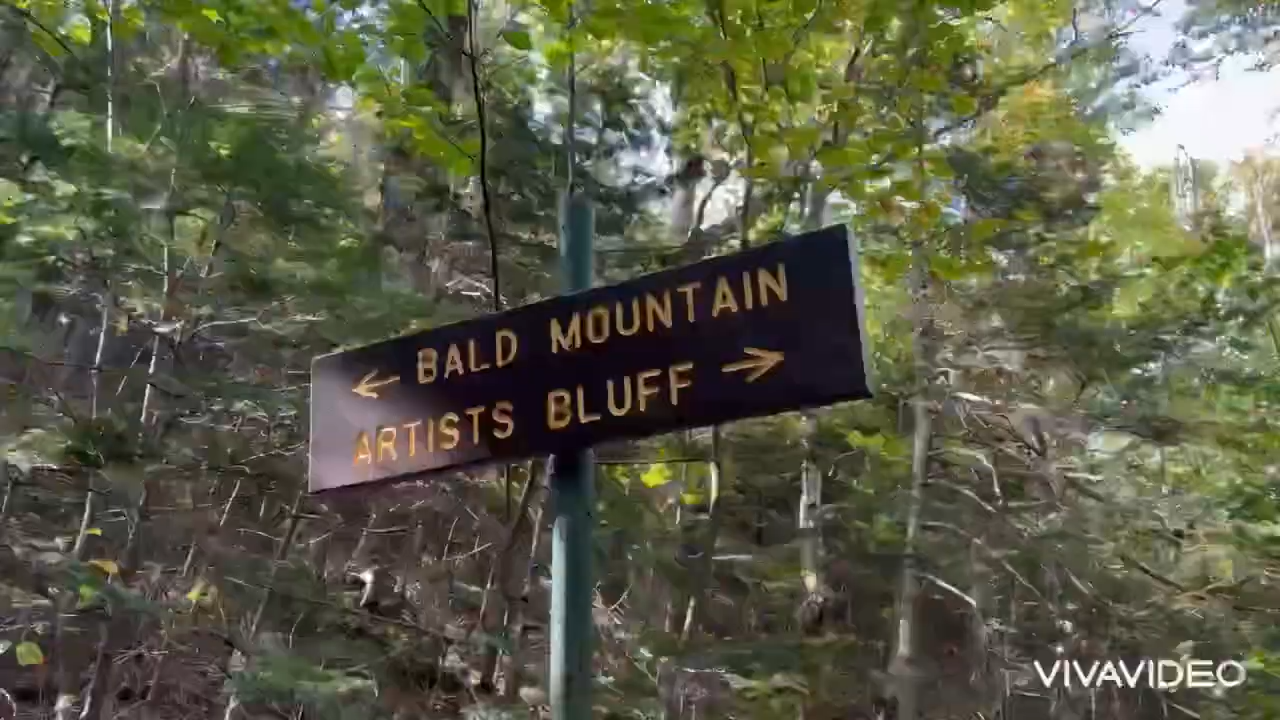 ← BALD MOUNTAIN
ARTISTS BLUFF →
VIVAVIDEO